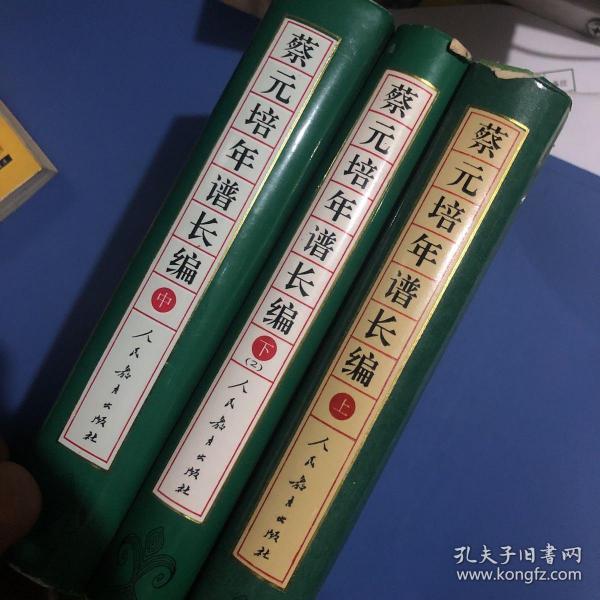 蔡元培年谱长编
中
人民教育出版社
蔡元培年谱长编
下
(2)
人民教育出版社
蔡元培年谱长编
上
人民教育出版社
孔夫子旧书网
www.kongfz.com